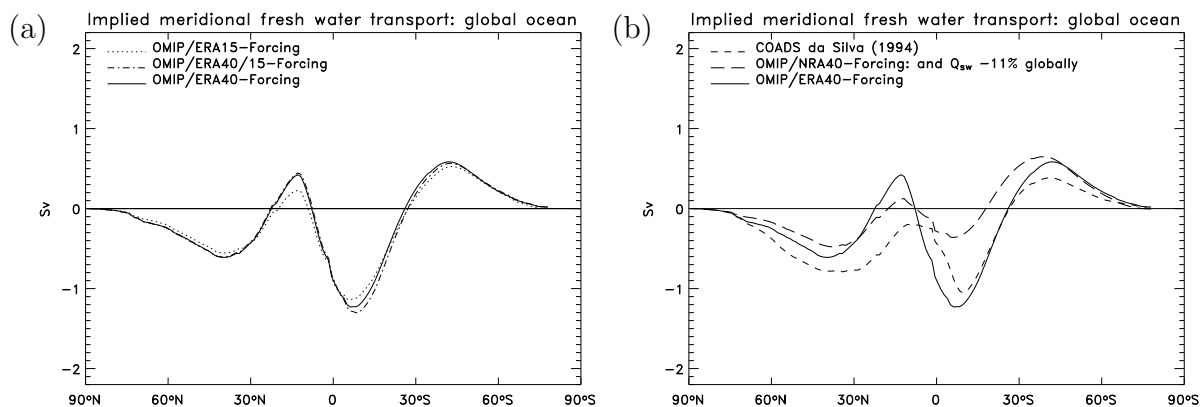 (a)
Implied meridional fresh water transport: global ocean
OMIP/ERA15-Forcing
OMIP/ERA40/15-Forcing
OMIP/ERA40-Forcing
Sv
2
1
0
-1
-2
90°N 60°N 30°N 0 30°S 60°S 90°S
(b)
Implied meridional fresh water transport: global ocean
COADS da Silva (1994)
OMIP/NRA40-Forcing: and Qsw -11% globally
OMIP/ERA40-Forcing
Sv
2
1
0
-1
-2
90°N 60°N 30°N 0 30°S 60°S 90°S